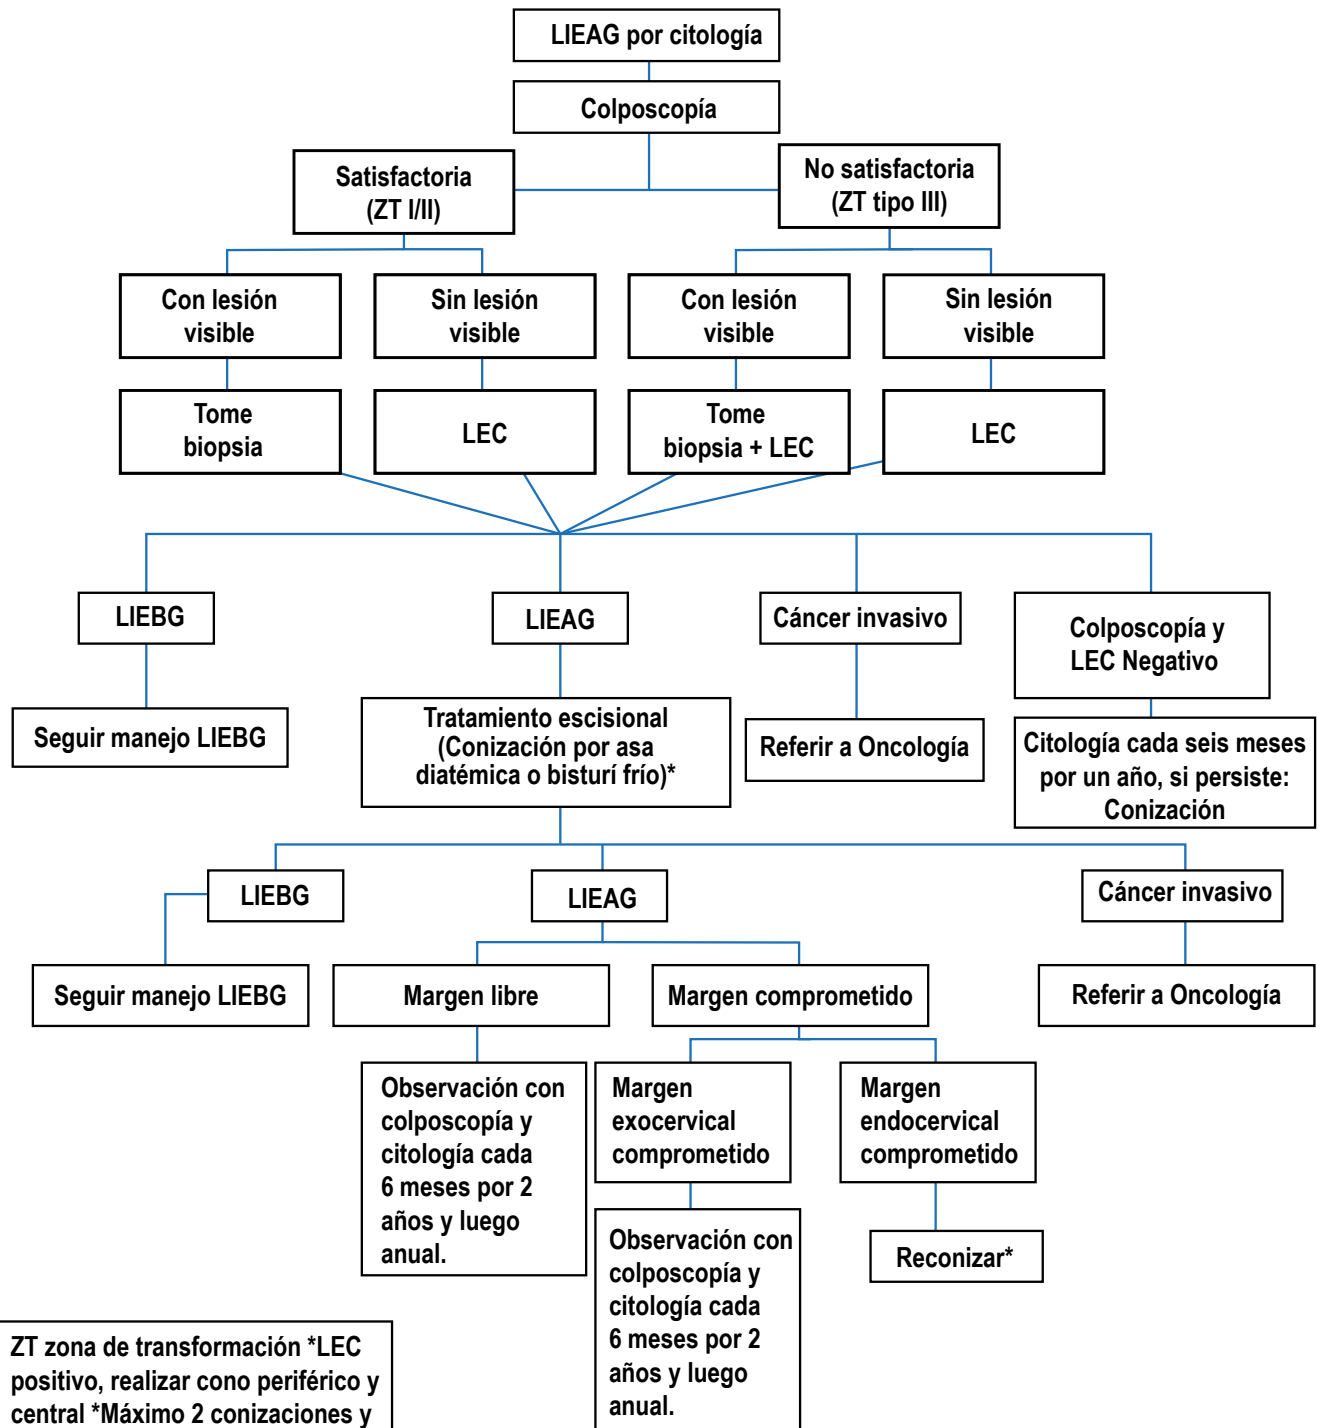 LIEAG por citología
Colposcopía
Satisfactoria
(ZT I/II)
No satisfactoria
(ZT tipo III)
Con lesión
visible
Sin lesión
visible
Con lesión
visible
Sin lesión
visible
Tome
biopsia
LEC
Tome
biopsia + LEC
LEC
LIEBG
LIEAG
Cáncer invasivo
Colposcopía y
LEC Negativo
Seguir manejo LIEBG
Tratamiento escisional
(Conización por asa
diatémica o bisturí frío)*
Referir a Oncología
Citología cada seis meses
por un año, si persiste:
Conización
LIEBG
LIEAG
Cáncer invasivo
Seguir manejo LIEBG
Margen libre
Margen comprometido
Referir a Oncología
Observación con
colposcopía y
citología cada
6 meses por 2
años y luego
anual.
Margen
exocervical
comprometido
Margen
endocervical
comprometido
Observación con
colposcopía y
citología cada
6 meses por 2
años y luego
anual.
Reconizar*
ZT zona de transformación *LEC
positivo, realizar cono periférico y
central *Máximo 2 conizaciones y